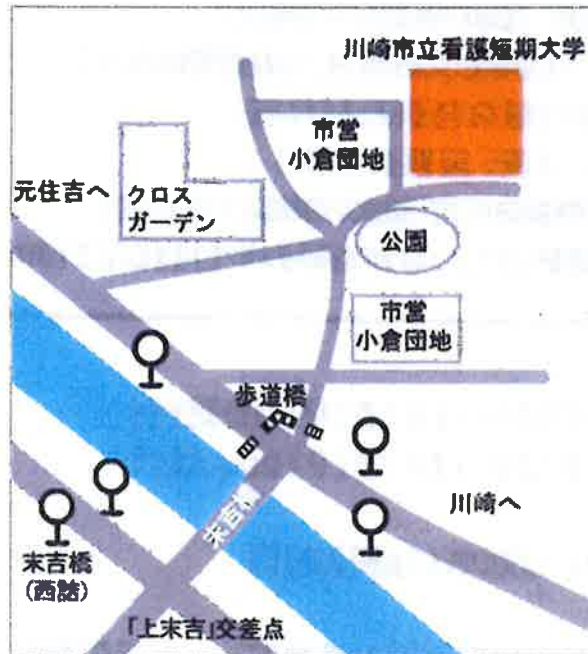 川崎市立看護短期大学
市営
小倉団地
元住吉へ
クロス
ガーデン
公園
市営
小倉団地
歩道橋
末吉橋
川崎へ
末吉橋
(西詰)
「上末吉」交差点